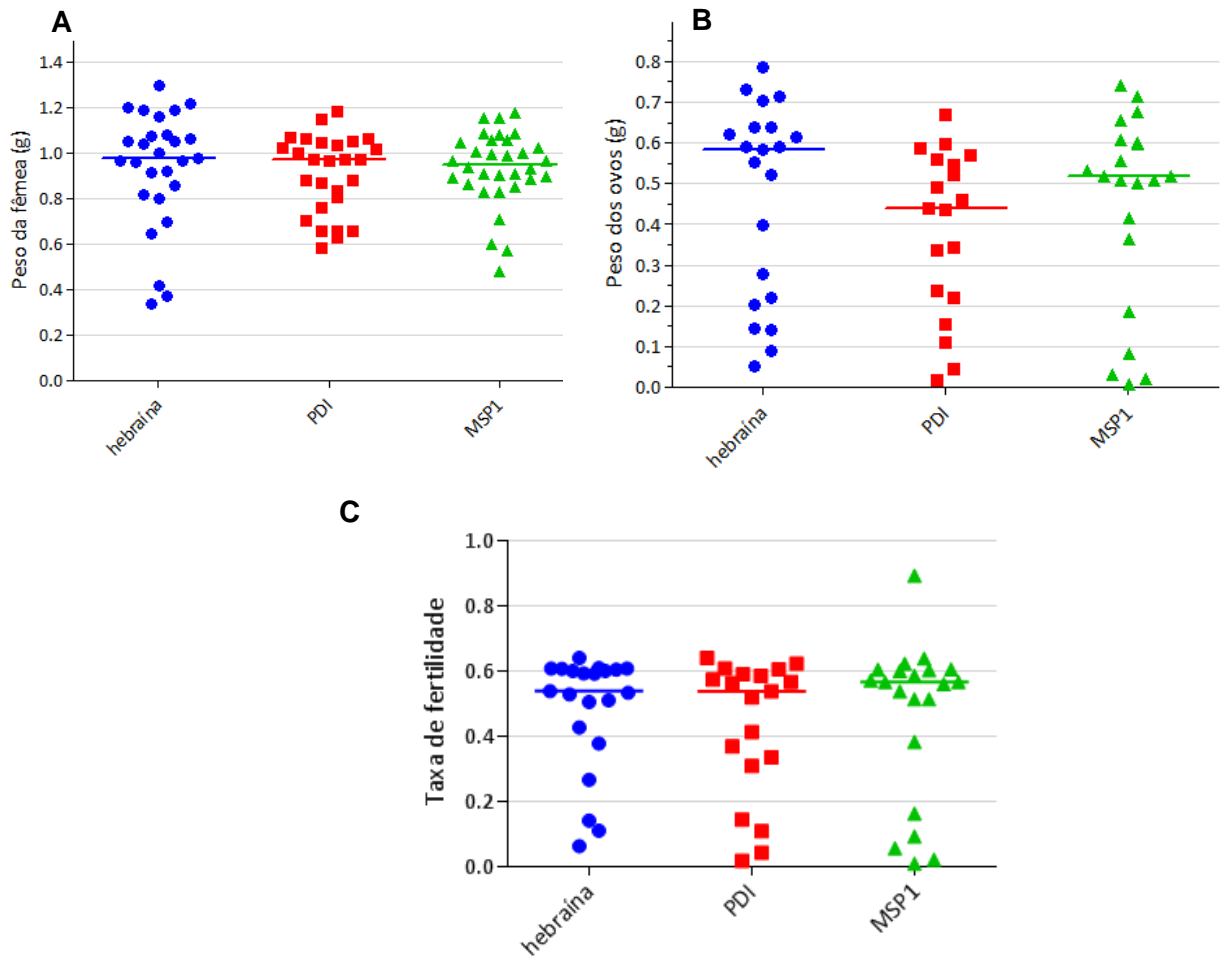 A
Peso da fêmea (g)
1.4
1.2
1.0
0.8
0.6
0.4
0.2
0.0
hebraína
PDI
MSP1
B
Peso dos ovos (g)
0.8
0.7
0.6
0.5
0.4
0.3
0.2
0.1
0.0
hebraína
PDI
MSP1
C
Taxa de fertilidade
1.0
0.8
0.6
0.4
0.2
0.0
hebraína
PDI
MSP1